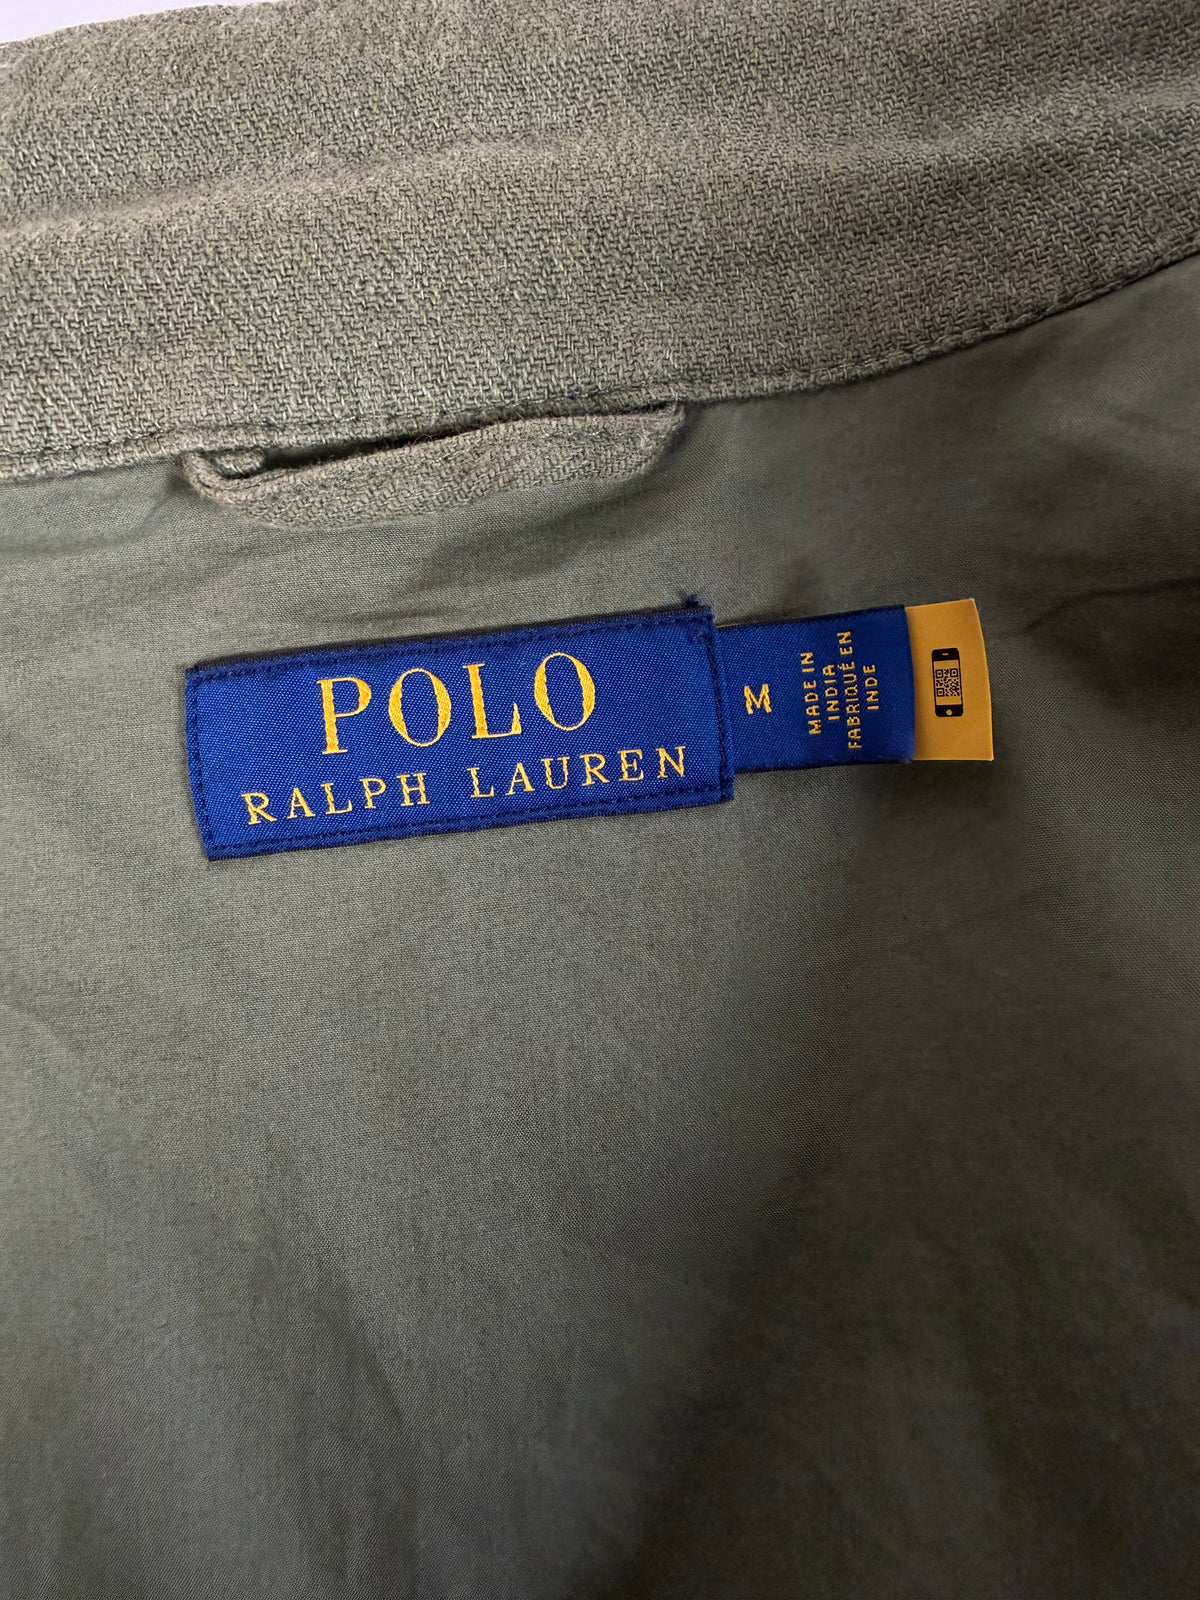 POLO
RALPH LAUREN
M
MADE IN
INDIA
FABRIQUÉ EN
INDE